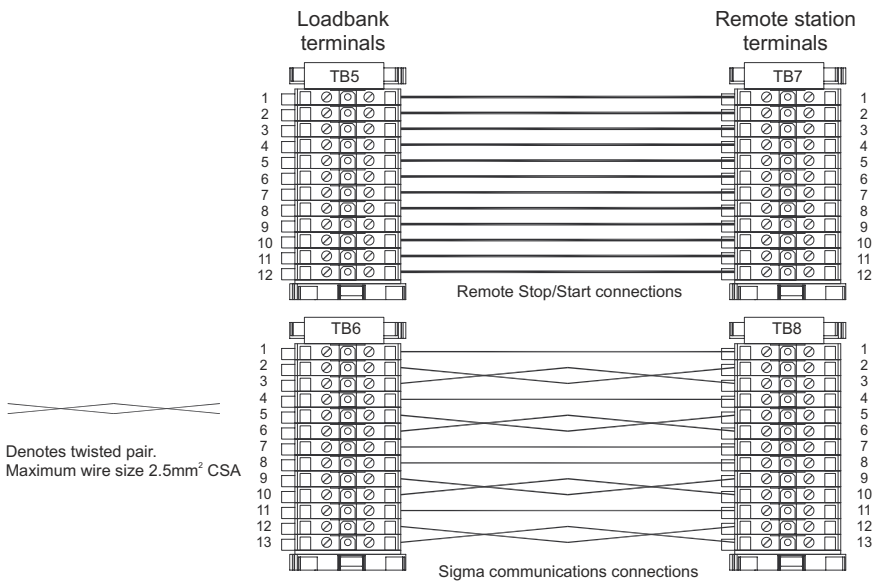 Loadbank
terminals
Remote station
terminals
TB5
TB7
1 1
2 2
3 3
4 4
5 5
6 6
7 7
8 8
9 9
10 10
11 11
12 12
Remote Stop/Start connections
TB6
TB8
1 1
2 2
3 3
4 4
5 5
6 6
7 7
8 8
9 9
10 10
11 11
12 12
13 13
Denotes twisted pair.
Maximum wire size 2.5mm² CSA
Sigma communications connections